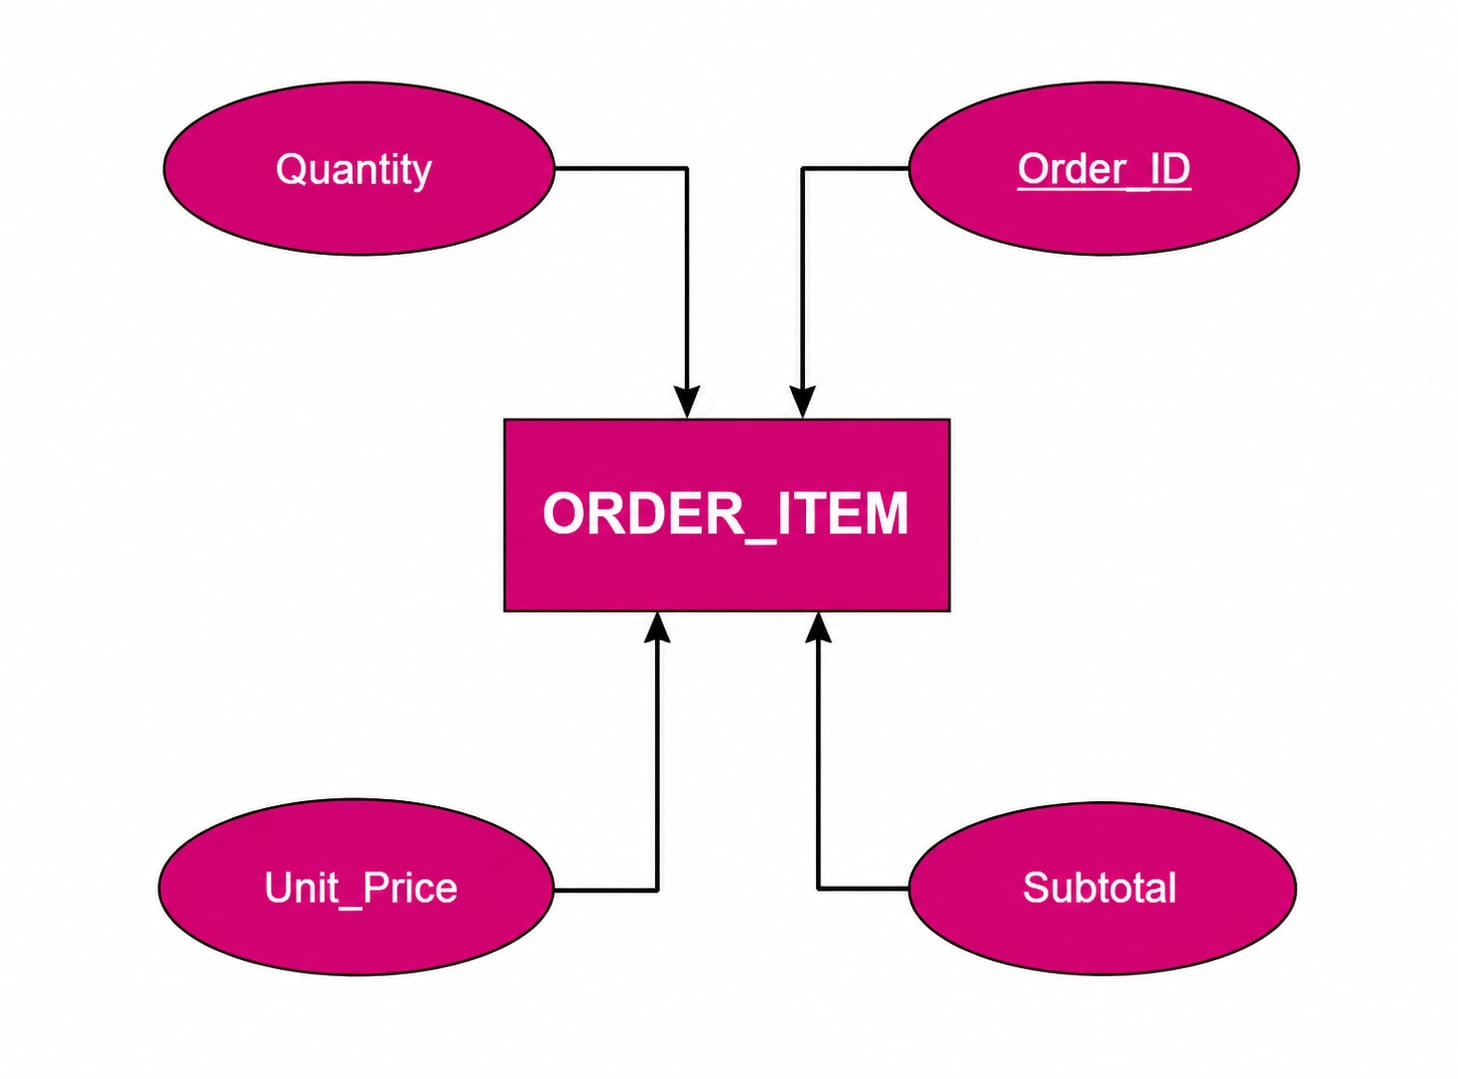 Quantity
Order_ID
ORDER_ITEM
Unit_Price
Subtotal